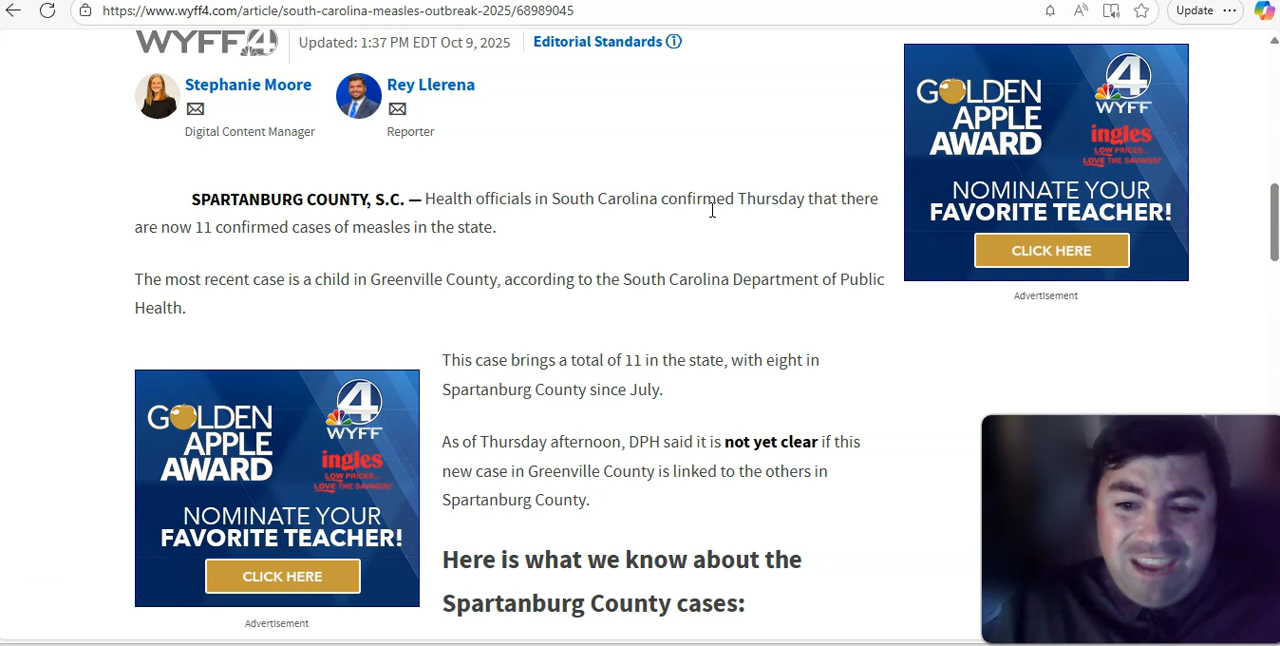 https://www.wyff4.com/article/south-carolina-measles-outbreak-2025/68989045
Update
WYFF4
Updated: 1:37 PM EDT Oct 9, 2025
Editorial Standards
Stephanie Moore
Digital Content Manager
Rey Llerena
Reporter
SPARTANBURG COUNTY, S.C. — Health officials in South Carolina confirmed Thursday that there
are now 11 confirmed cases of measles in the state.
The most recent case is a child in Greenville County, according to the South Carolina Department of Public
Health.
This case brings a total of 11 in the state, with eight in
Spartanburg County since July.
As of Thursday afternoon, DPH said it is not yet clear if this
new case in Greenville County is linked to the others in
Spartanburg County.
Here is what we know about the
Spartanburg County cases:
GOLDEN
APPLE
AWARD
4
WYFF
ingles
LOW PRICES...
LOVE THE SAVINGS!
NOMINATE YOUR
FAVORITE TEACHER!
CLICK HERE
Advertisement
GOLDEN
APPLE
AWARD
4
WYFF
ingles
LOW PRICES...
LOVE THE SAVINGS!
NOMINATE YOUR
FAVORITE TEACHER!
CLICK HERE
Advertisement